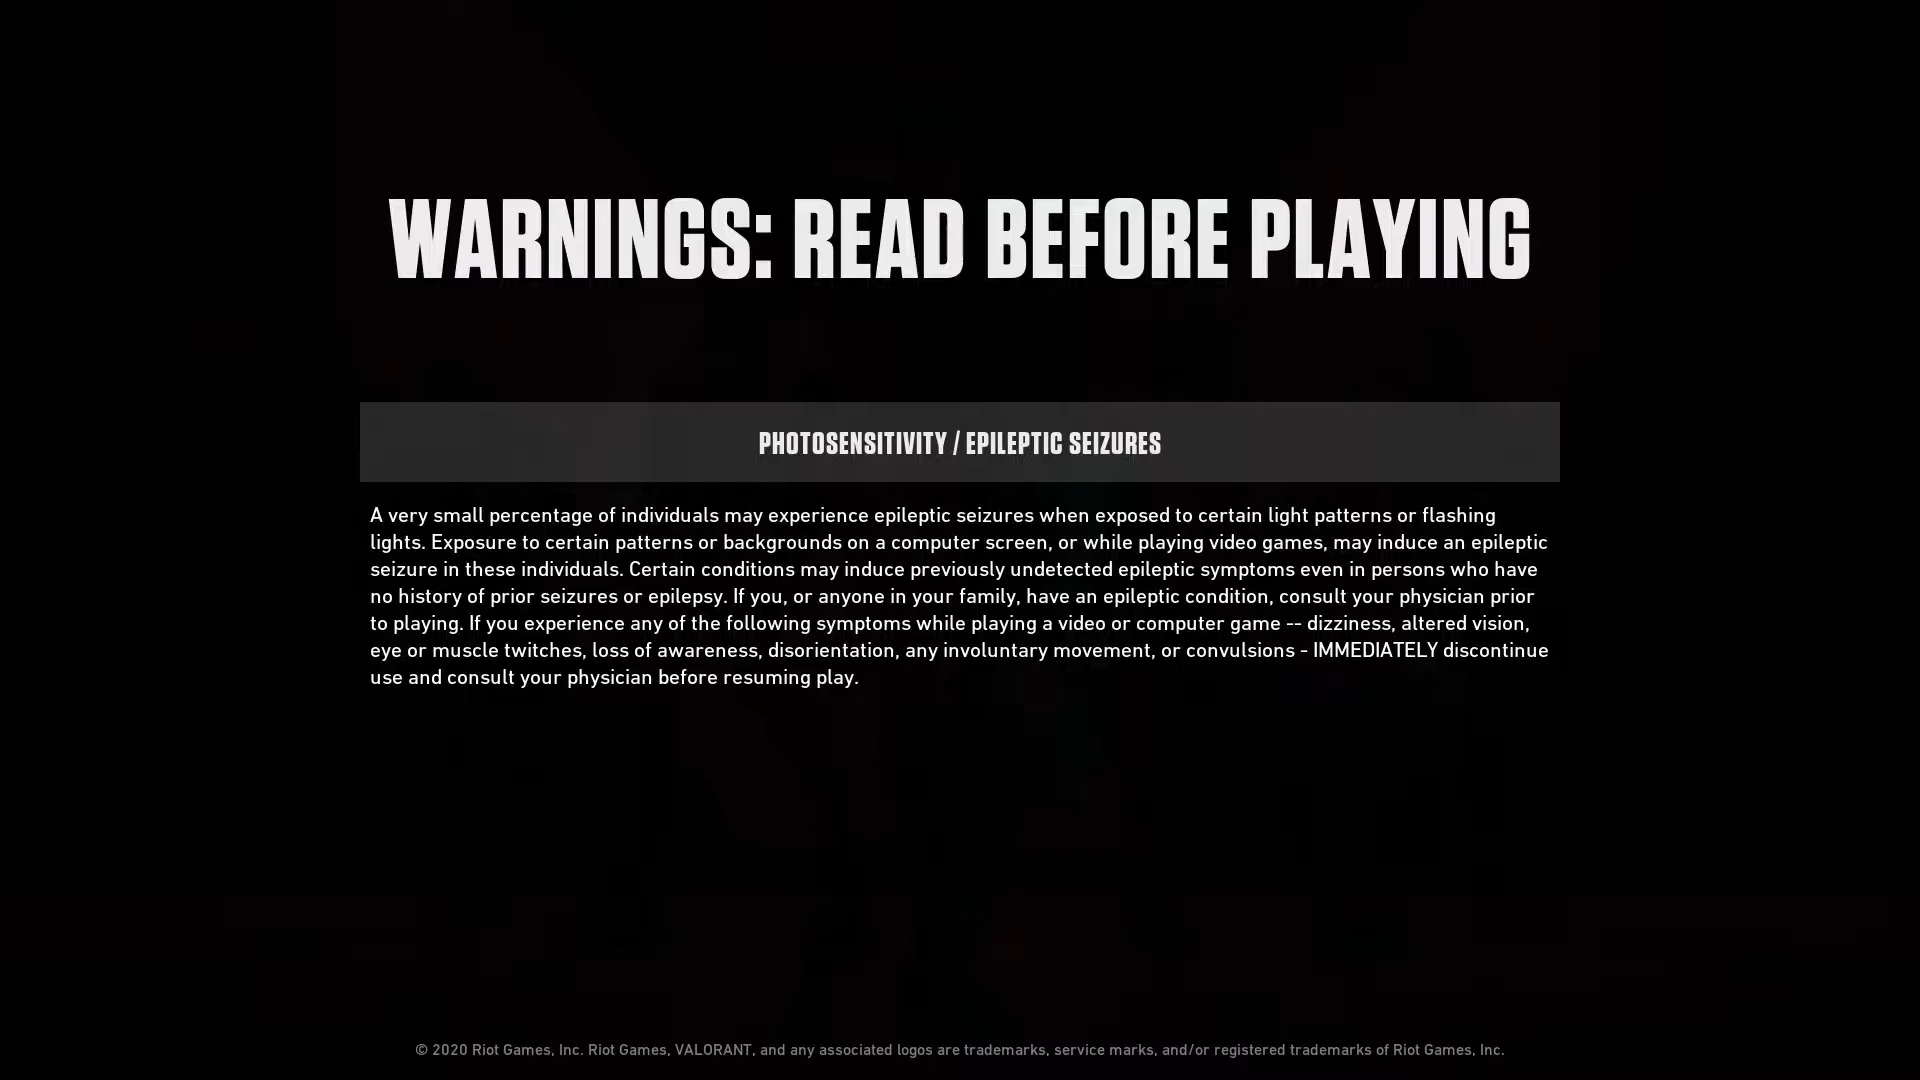 WARNINGS: READ BEFORE PLAYING
PHOTOSENSITIVITY / EPILEPTIC SEIZURES
A very small percentage of individuals may experience epileptic seizures when exposed to certain light patterns or flashing
lights. Exposure to certain patterns or backgrounds on a computer screen, or while playing video games, may induce an epileptic
seizure in these individuals. Certain conditions may induce previously undetected epileptic symptoms even in persons who have
no history of prior seizures or epilepsy. If you, or anyone in your family, have an epileptic condition, consult your physician prior
to playing. If you experience any of the following symptoms while playing a video or computer game -- dizziness, altered vision,
eye or muscle twitches, loss of awareness, disorientation, any involuntary movement, or convulsions - IMMEDIATELY discontinue
use and consult your physician before resuming play.
© 2020 Riot Games, Inc. Riot Games, VALORANT, and any associated logos are trademarks, service marks, and/or registered trademarks of Riot Games, Inc.